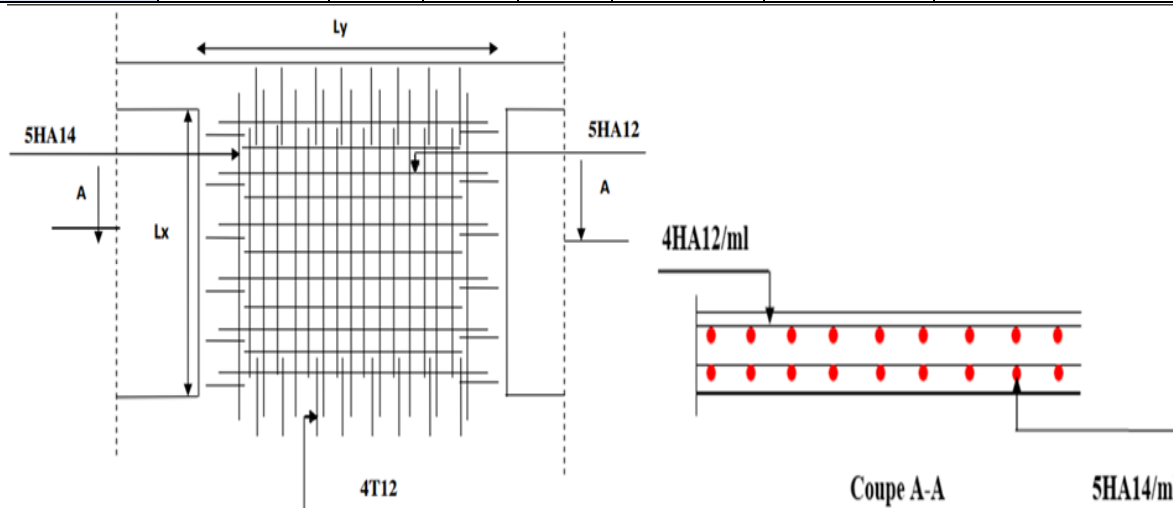 Ly
5HA14
5HA12
A
A
Lx
4HA12/ml
4T12
Coupe A-A
5HA14/m